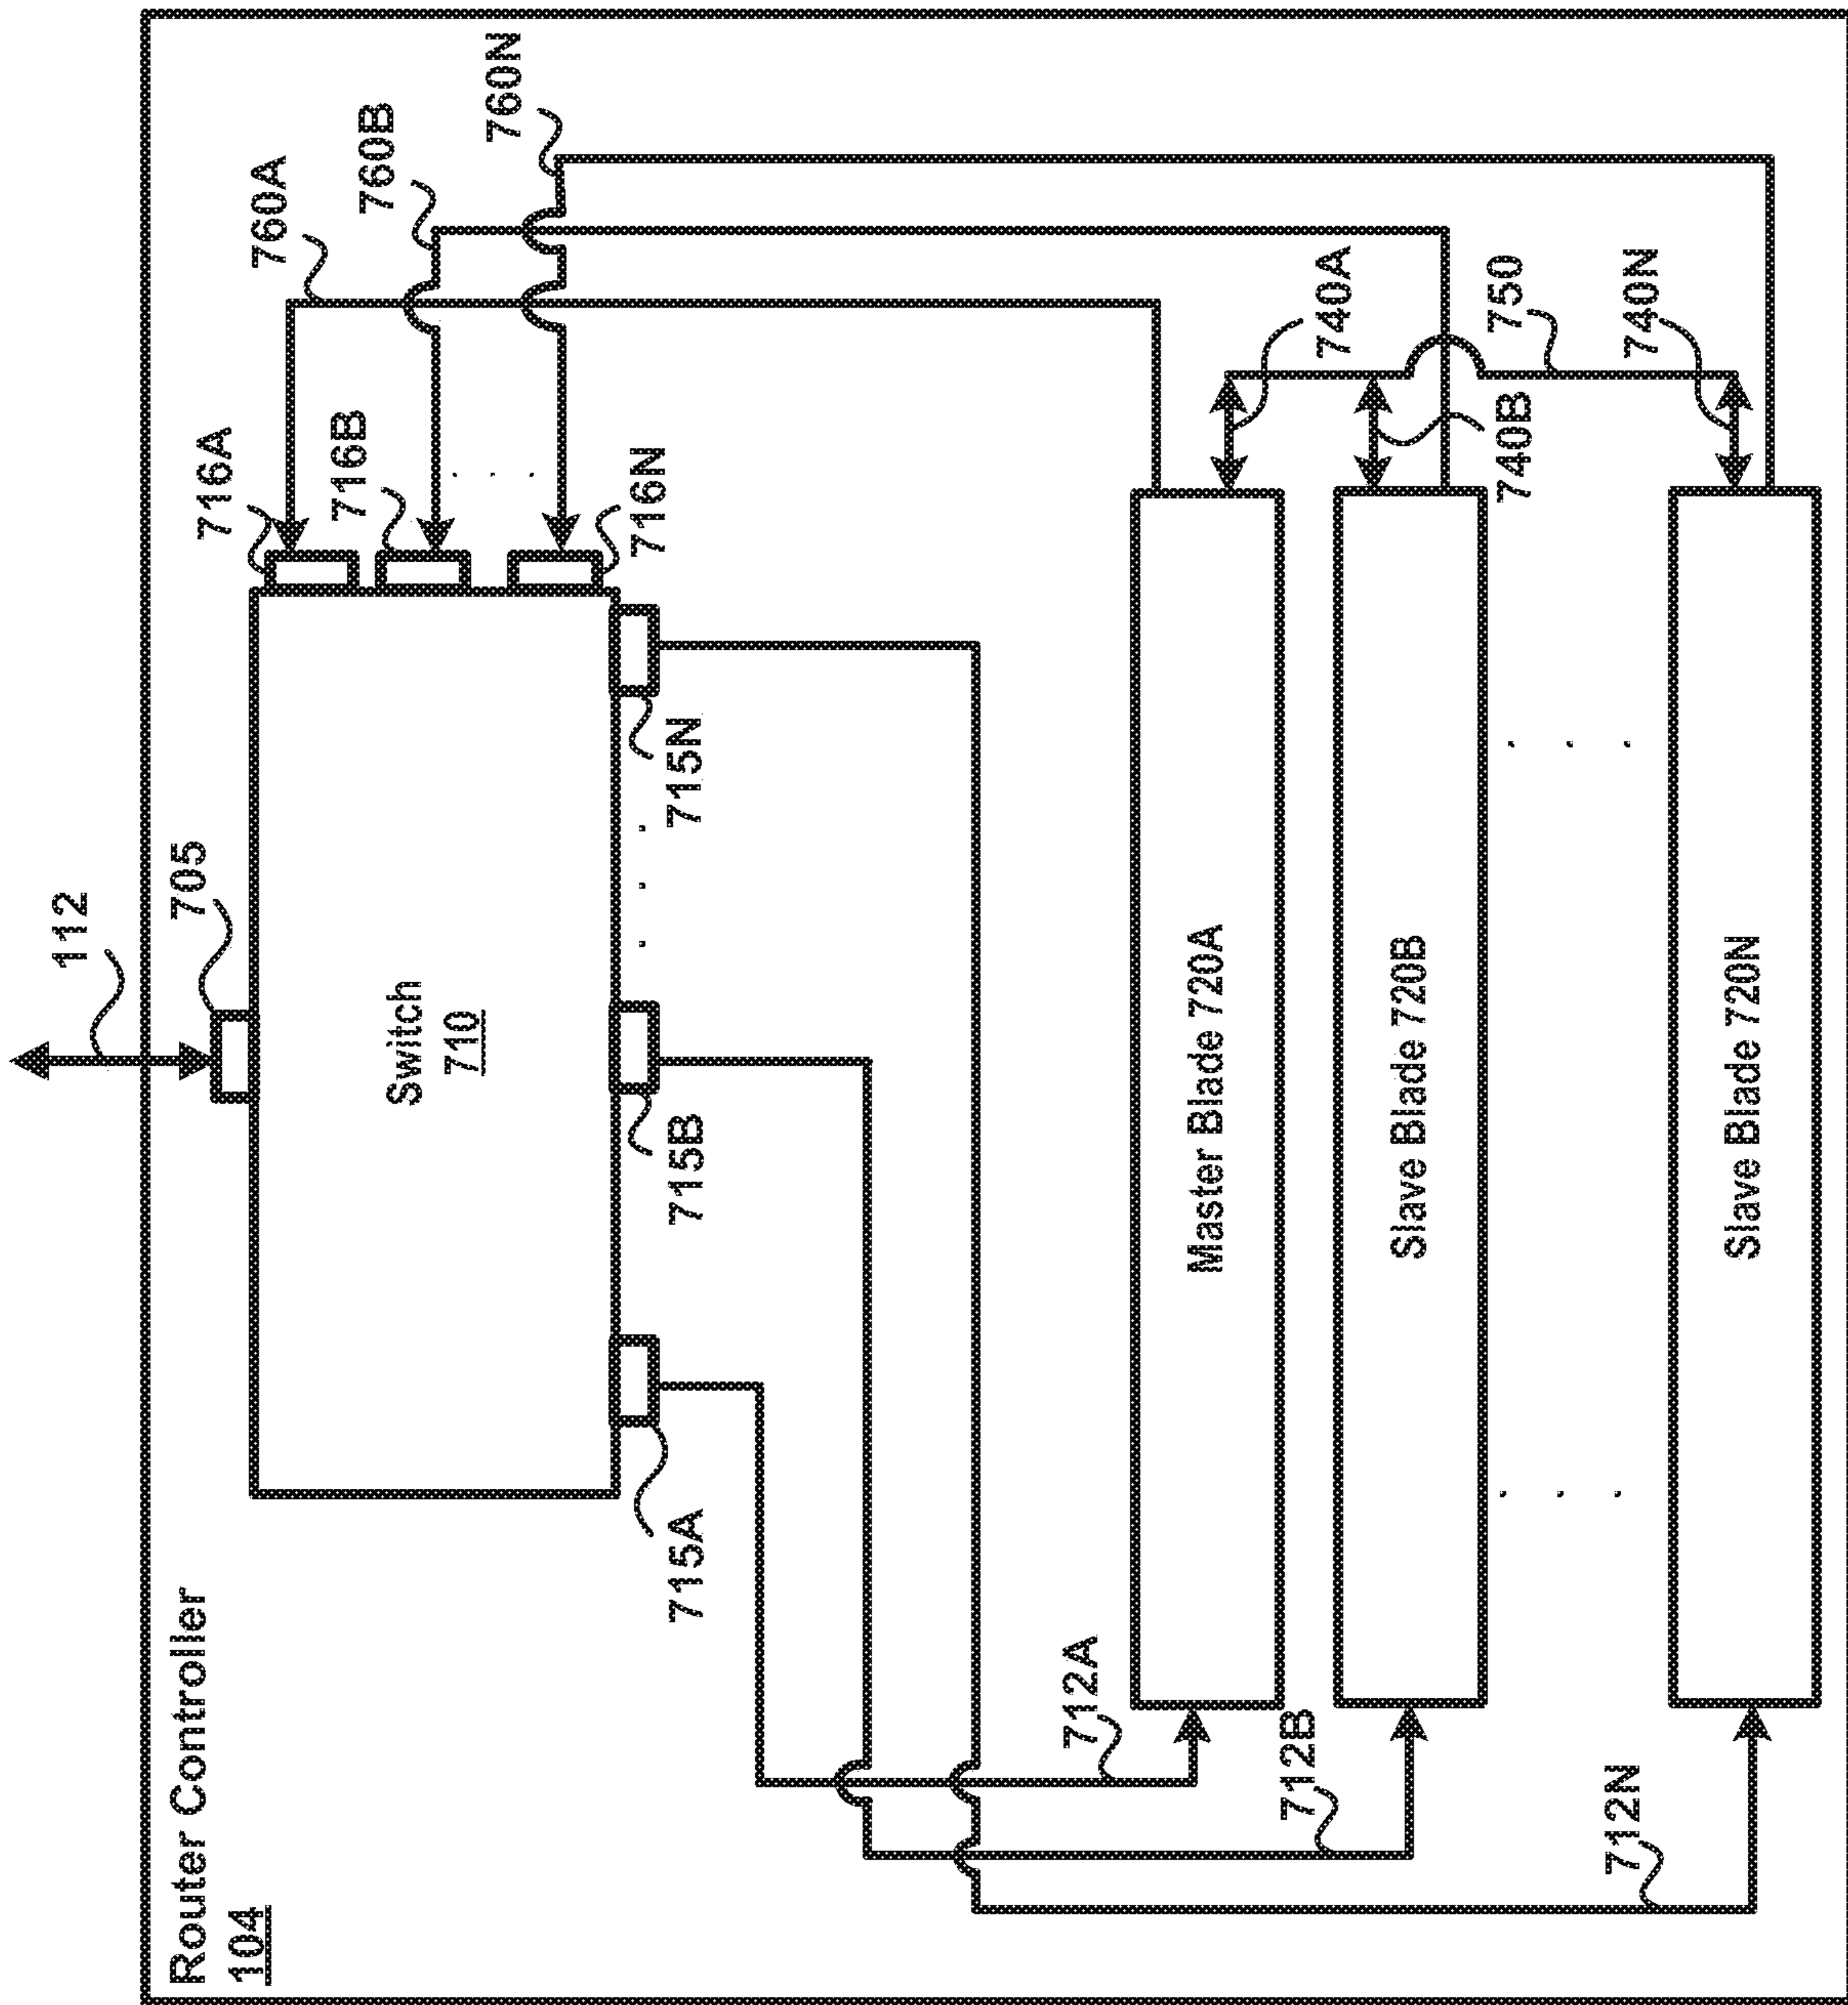 Router Controller
104
112
705
Switch
710
716A
716B
716N
760A
760B
760N
715A
715B
715N
712A
712B
712N
Master Blade 720A
Slave Blade 720B
Slave Blade 720N
740A
740B
750
740N